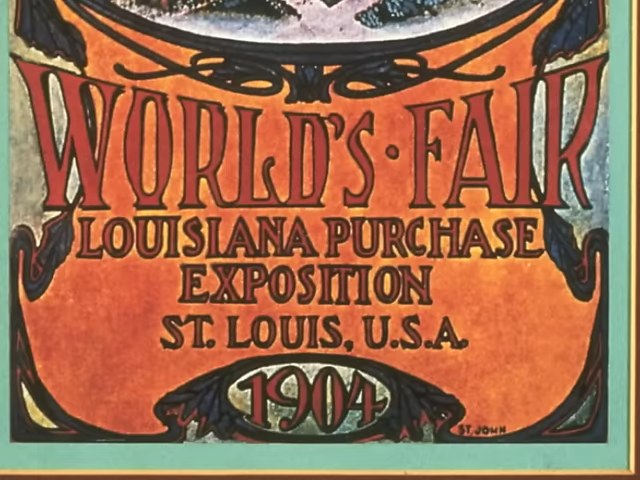 WORLD'S·FAIR
LOUISIANA PURCHASE
EXPOSITION
ST. LOUIS, U.S.A.
1904
ST. JOHN